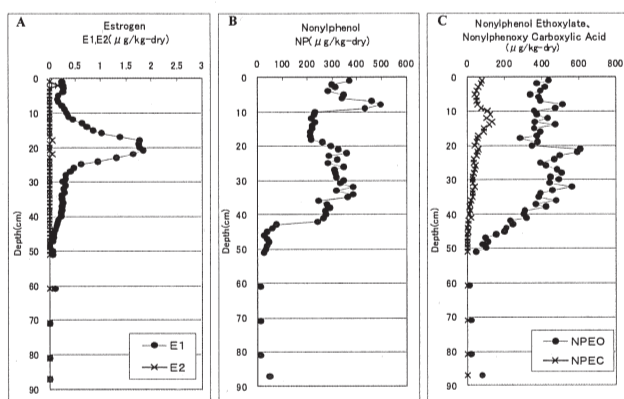 A
Estrogen
E1,E2(μg/kg-dry)
0 0.5 1 1.5 2 2.5 3
0
10
20
30
40
50
60
70
80
90
Depth(cm)
E1
E2
B
Nonylphenol
NP(μg/kg-dry)
0 100 200 300 400 500 600
0
10
20
30
40
50
60
70
80
90
Depth(cm)
C
Nonylphenol Ethoxylate、
Nonylphenoxy Carboxylic Acid
(μg/kg-dry)
0 200 400 600 800
0
10
20
30
40
50
60
70
80
90
Depth(cm)
NPEO
NPEC